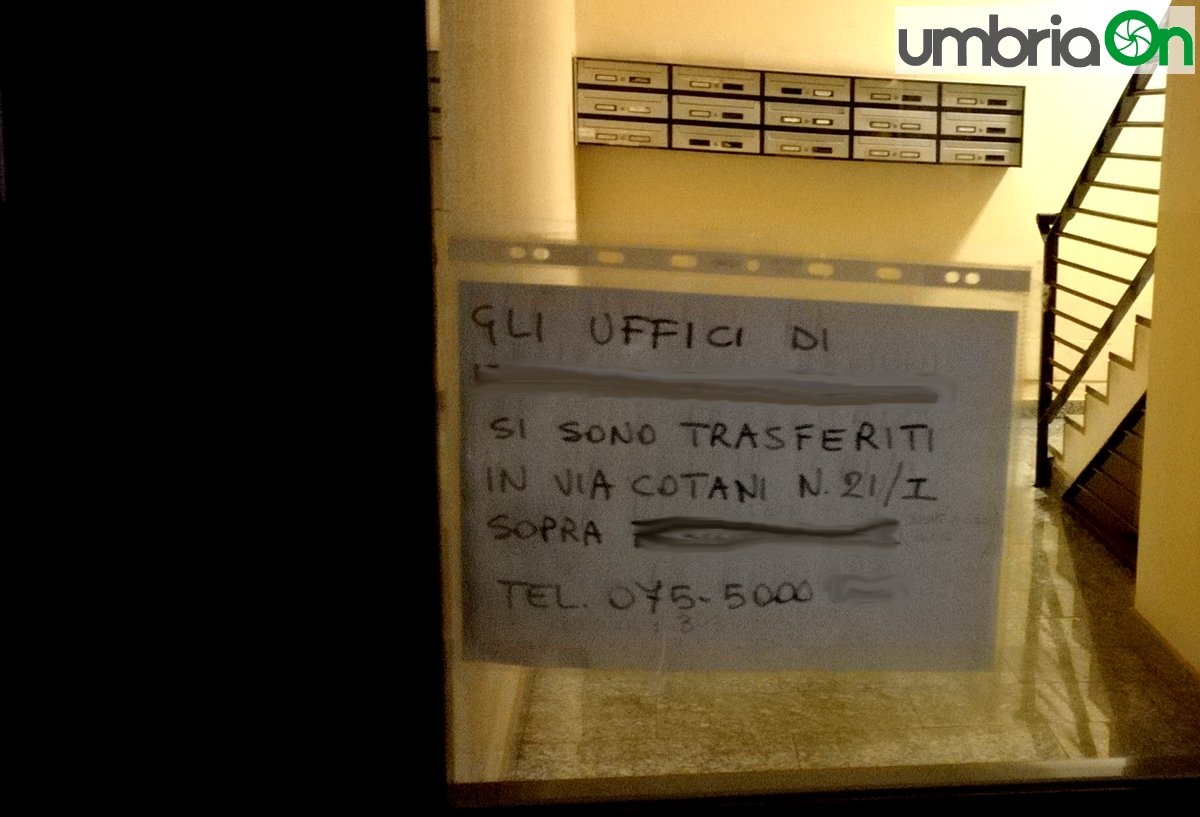 umbriaOn
GLI UFFICI DI
SI SONO TRASFERITI
IN VIA COTANI N. 21/I
SOPRA
TEL. 075-5000